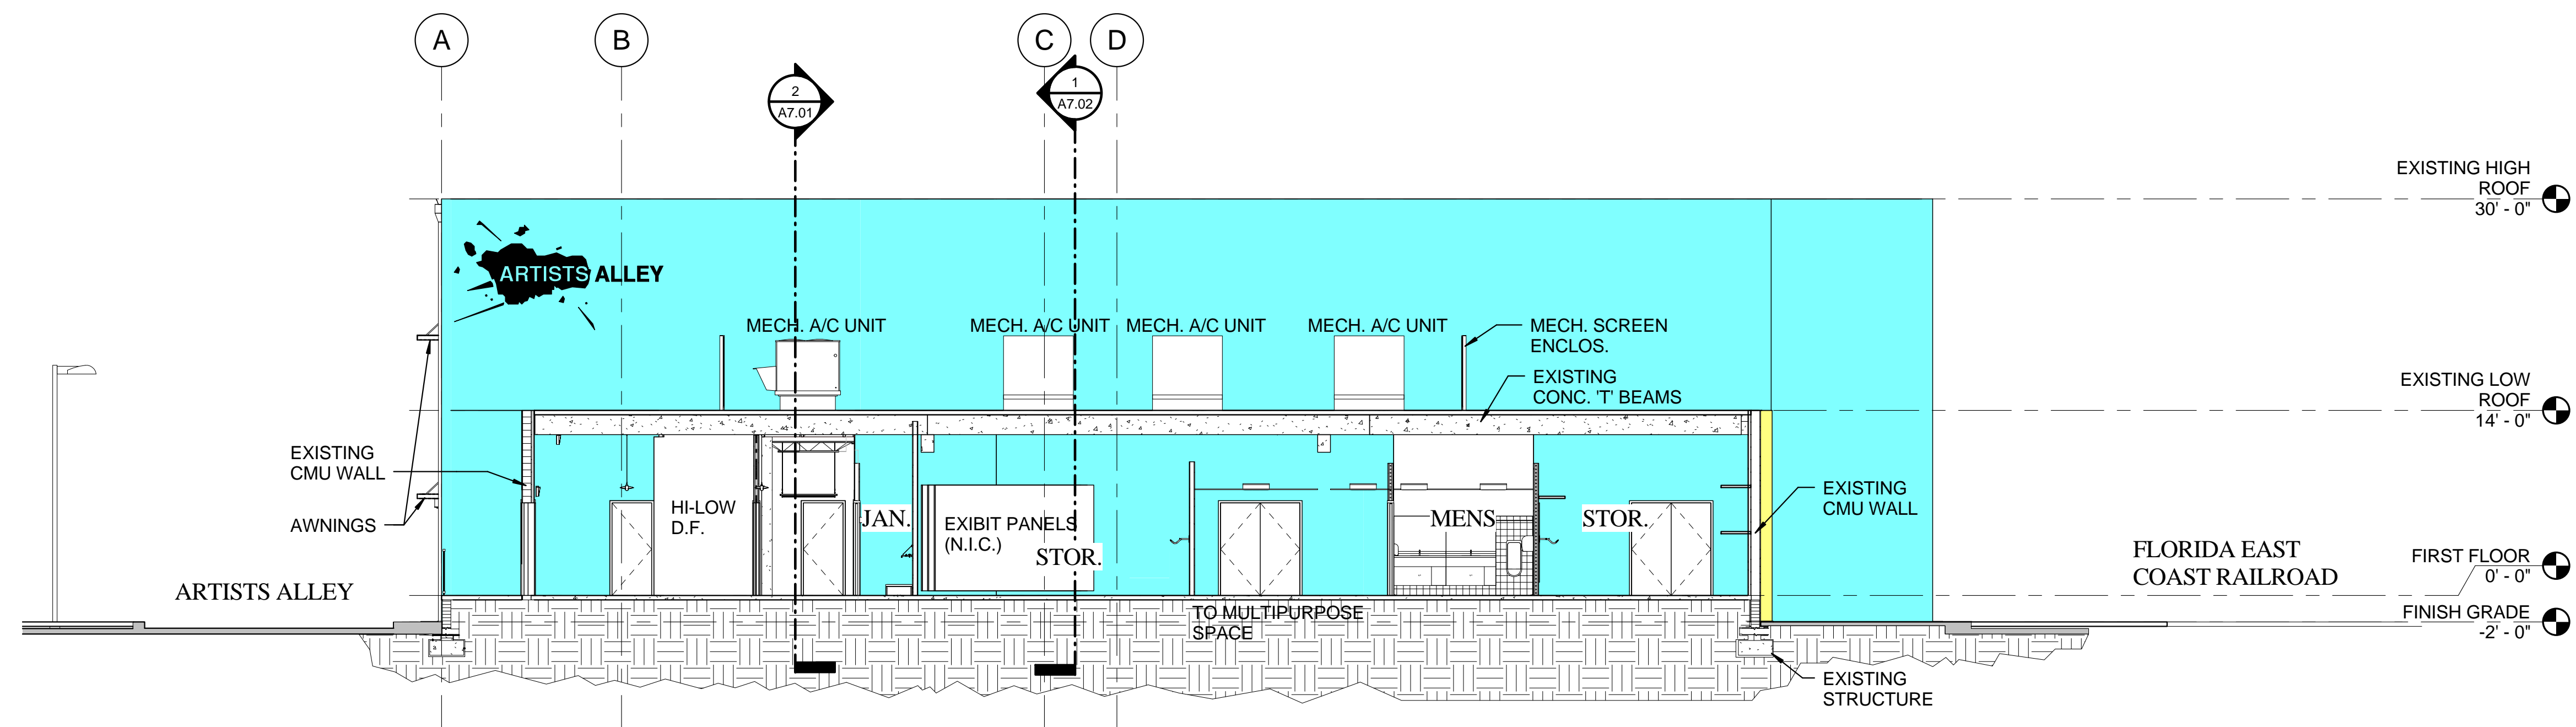 A
B
C
D
2
A7.01
1
A7.02
EXISTING HIGH
ROOF
30' - 0"
ARTISTS ALLEY
MECH. A/C UNIT
MECH. A/C UNIT
MECH. A/C UNIT
MECH. A/C UNIT
MECH. SCREEN
ENCLOS.
EXISTING
CONC. 'T' BEAMS
EXISTING LOW
ROOF
14' - 0"
EXISTING
CMU WALL
AWNINGS
HI-LOW
D.F.
JAN.
EXIBIT PANELS
(N.I.C.)
STOR.
MENS
STOR.
EXISTING
CMU WALL
ARTISTS ALLEY
FLORIDA EAST
COAST RAILROAD
FIRST FLOOR
0' - 0"
TO MULTIPURPOSE
SPACE
FINISH GRADE
-2' - 0"
EXISTING
STRUCTURE